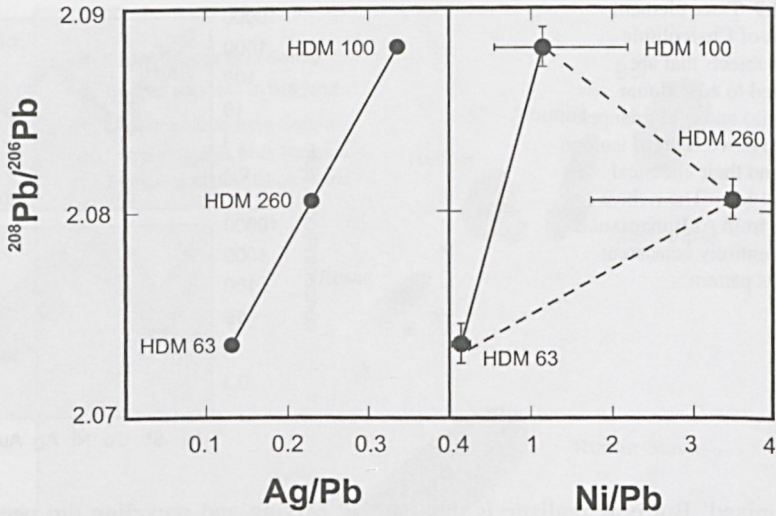 2.09
HDM 100
HDM 100
HDM 260
HDM 260
2.08
²⁰⁸Pb/²⁰⁶Pb
HDM 63
HDM 63
2.07
0.1 0.2 0.3 0.4 1 2 3 4
Ag/Pb Ni/Pb